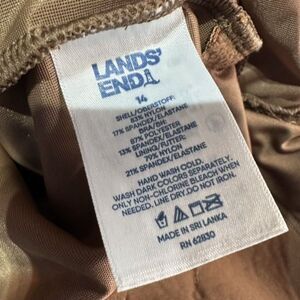 LANDS'
END
14
SHELL/OBERSTOFF:
83% NYLON
17% SPANDEX/ELASTANE
BRA/BH:
87% POLYESTER
13% SPANDEX/ELASTANE
LINING/FUTTER:
79% NYLON
21% SPANDEX/ELASTANE
HAND WASH COLD.
WASH DARK COLORS SEPARATELY.
ONLY NON-CHLORINE BLEACH WHEN
NEEDED. LINE DRY. DO NOT IRON.
MADE IN SRI LANKA
RN 62830